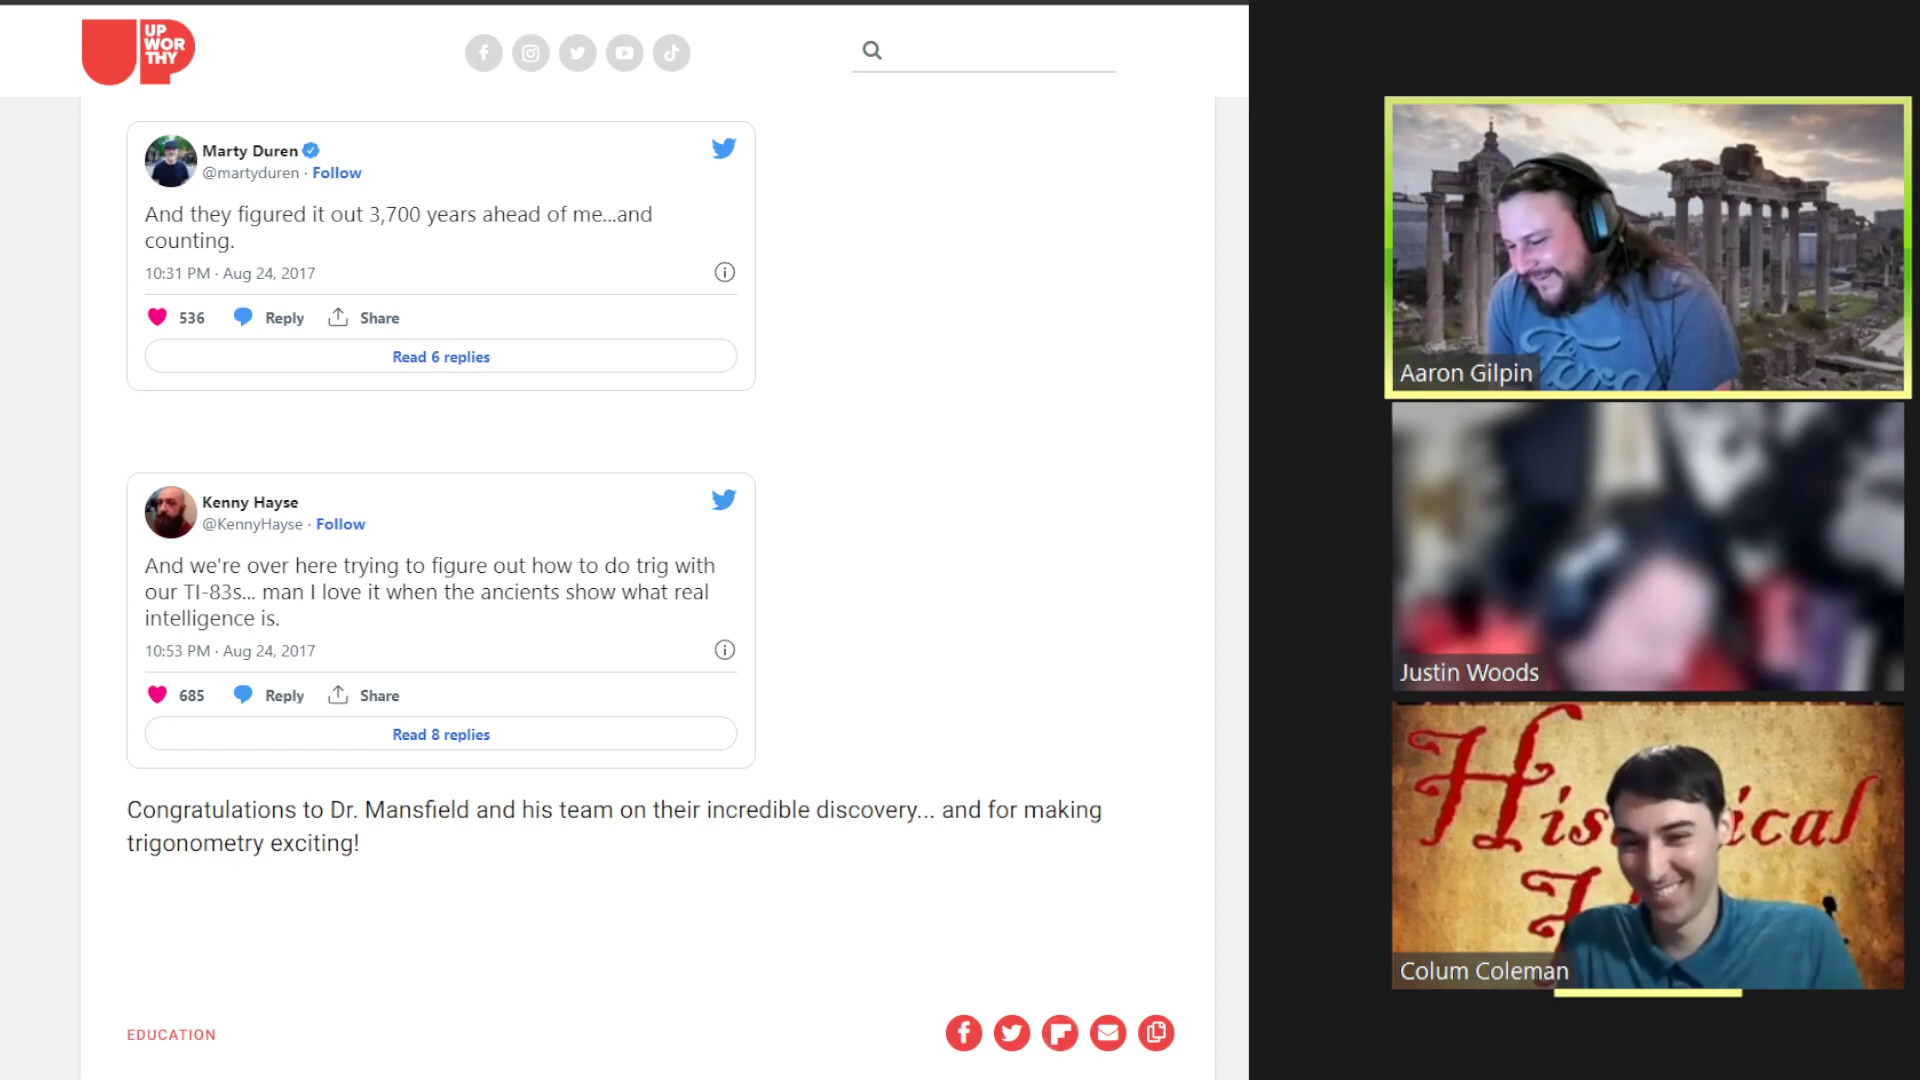 UP
WOR
THY
Marty Duren
@martyduren · Follow
And they figured it out 3,700 years ahead of me...and
counting.
10:31 PM · Aug 24, 2017
536 Reply Share
Read 6 replies
Kenny Hayse
@KennyHayse · Follow
And we're over here trying to figure out how to do trig with
our TI-83s... man I love it when the ancients show what real
intelligence is.
10:53 PM · Aug 24, 2017
685 Reply Share
Read 8 replies
Congratulations to Dr. Mansfield and his team on their incredible discovery... and for making
trigonometry exciting!
EDUCATION
Aaron Gilpin
Justin Woods
Colum Coleman